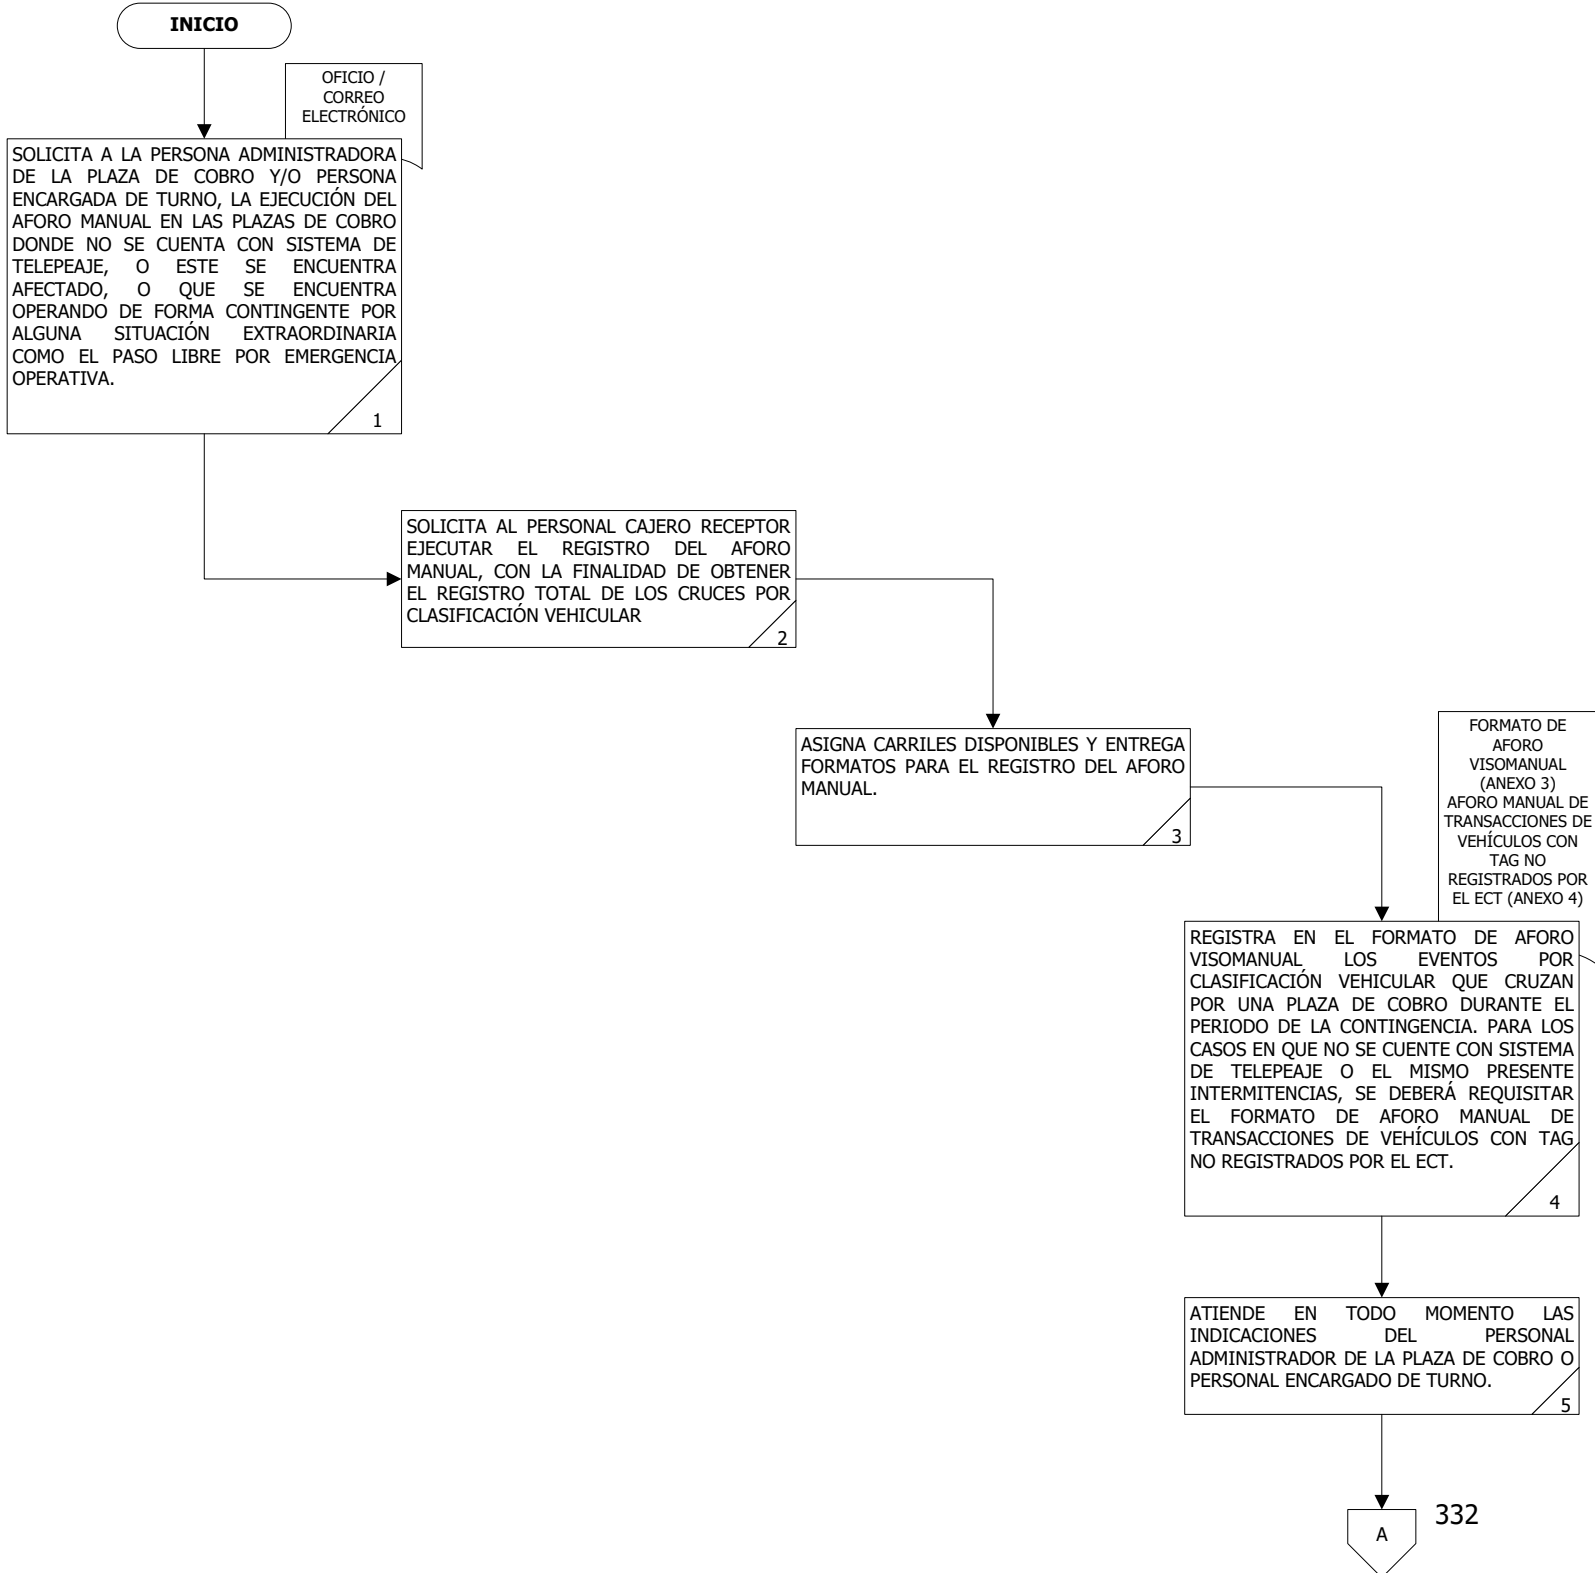 INICIO
OFICIO /
CORREO
ELECTRÓNICO
SOLICITA A LA PERSONA ADMINISTRADORA
DE LA PLAZA DE COBRO Y/O PERSONA
ENCARGADA DE TURNO, LA EJECUCIÓN DEL
AFORO MANUAL EN LAS PLAZAS DE COBRO
DONDE NO SE CUENTA CON SISTEMA DE
TELEPEAJE, O ESTE SE ENCUENTRA
AFECTADO, O QUE SE ENCUENTRA
OPERANDO DE FORMA CONTINGENTE POR
ALGUNA SITUACIÓN EXTRAORDINARIA
COMO EL PASO LIBRE POR EMERGENCIA
OPERATIVA.
1
SOLICITA AL PERSONAL CAJERO RECEPTOR
EJECUTAR EL REGISTRO DEL AFORO
MANUAL, CON LA FINALIDAD DE OBTENER
EL REGISTRO TOTAL DE LOS CRUCES POR
CLASIFICACIÓN VEHICULAR
2
ASIGNA CARRILES DISPONIBLES Y ENTREGA
FORMATOS PARA EL REGISTRO DEL AFORO
MANUAL.
3
FORMATO DE
AFORO
VISOMANUAL
(ANEXO 3)
AFORO MANUAL DE
TRANSACCIONES DE
VEHÍCULOS CON
TAG NO
REGISTRADOS POR
EL ECT (ANEXO 4)
REGISTRA EN EL FORMATO DE AFORO
VISOMANUAL LOS EVENTOS POR
CLASIFICACIÓN VEHICULAR QUE CRUZAN
POR UNA PLAZA DE COBRO DURANTE EL
PERIODO DE LA CONTINGENCIA. PARA LOS
CASOS EN QUE NO SE CUENTE CON SISTEMA
DE TELEPEAJE O EL MISMO PRESENTE
INTERMITENCIAS, SE DEBERÁ REQUISITAR
EL FORMATO DE AFORO MANUAL DE
TRANSACCIONES DE VEHÍCULOS CON TAG
NO REGISTRADOS POR EL ECT.
4
ATIENDE EN TODO MOMENTO LAS
INDICACIONES DEL PERSONAL
ADMINISTRADOR DE LA PLAZA DE COBRO O
PERSONAL ENCARGADO DE TURNO.
5
332
A